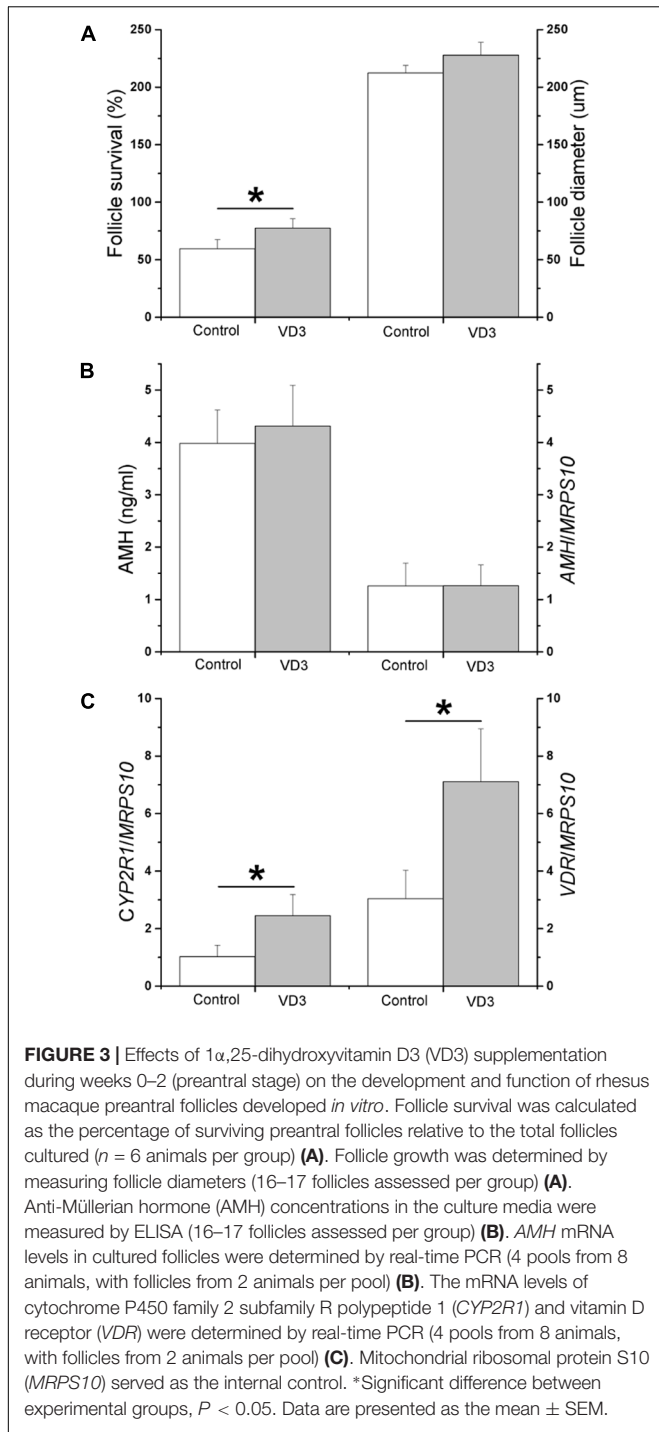 A
Follicle survival (%)
250
200
150
100
50
0
*
Control
VD3
Control
VD3
250
200
150
100
50
0
Follicle diameter (um)
B
AMH (ng/ml)
5
4
3
2
1
0
Control
VD3
Control
VD3
5
4
3
2
1
0
AMH/MRPS10
C
CYP2R1/MRPS10
10
8
6
4
2
0
*
*
Control
VD3
Control
VD3
10
8
6
4
2
0
VDR/MRPS10
FIGURE 3 | Effects of 1α,25-dihydroxyvitamin D3 (VD3) supplementation
during weeks 0–2 (preantral stage) on the development and function of rhesus
macaque preantral follicles developed in vitro. Follicle survival was calculated
as the percentage of surviving preantral follicles relative to the total follicles
cultured (n = 6 animals per group) (A). Follicle growth was determined by
measuring follicle diameters (16–17 follicles assessed per group) (A).
Anti-Müllerian hormone (AMH) concentrations in the culture media were
measured by ELISA (16–17 follicles assessed per group) (B). AMH mRNA
levels in cultured follicles were determined by real-time PCR (4 pools from 8
animals, with follicles from 2 animals per pool) (B). The mRNA levels of
cytochrome P450 family 2 subfamily R polypeptide 1 (CYP2R1) and vitamin D
receptor (VDR) were determined by real-time PCR (4 pools from 8 animals,
with follicles from 2 animals per pool) (C). Mitochondrial ribosomal protein S10
(MRPS10) served as the internal control. *Significant difference between
experimental groups, P < 0.05. Data are presented as the mean ± SEM.